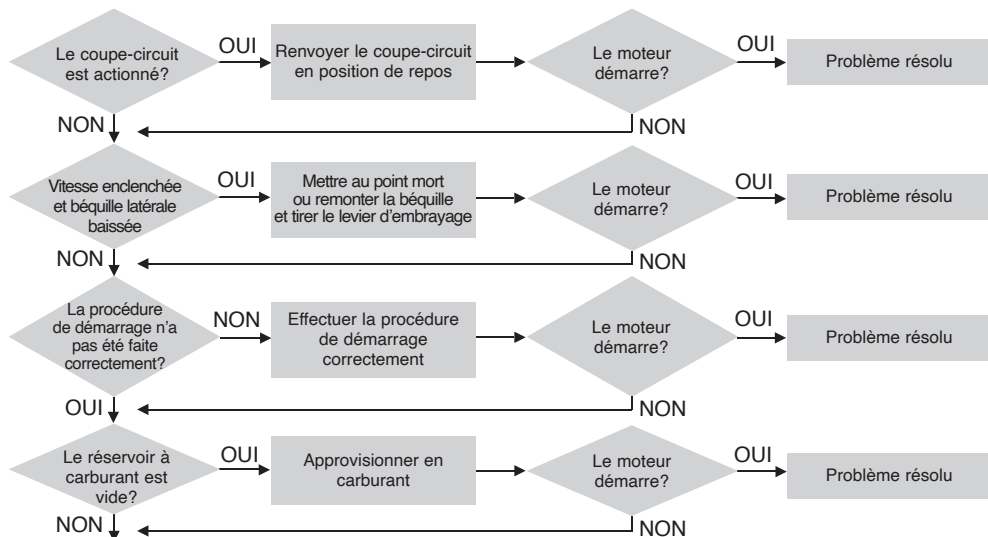 Le coupe-circuit
est actionné?
OUI
Renvoyer le coupe-circuit
en position de repos
Le moteur
démarre?
OUI
Problème résolu
NON
NON
Vitesse enclenchée
et béquille latérale
baissée
OUI
Mettre au point mort
ou remonter la béquille
et tirer le levier d'embrayage
Le moteur
démarre?
OUI
Problème résolu
NON
NON
La procédure
de démarrage n'a
pas été faite
correctement?
NON
Effectuer la procédure
de démarrage
correctement
Le moteur
démarre?
OUI
Problème résolu
OUI
NON
Le réservoir à
carburant est
vide?
OUI
Approvisionner en
carburant
Le moteur
démarre?
OUI
Problème résolu
NON
NON